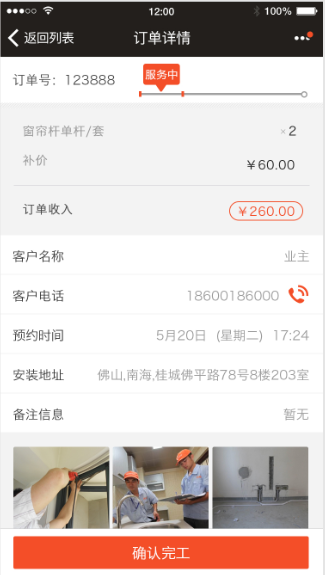 12:00
100%
返回列表
订单详情
订单号：123888
服务中
窗帘杆单杆/套 ×2
补价 ¥60.00
订单收入 ¥260.00
客户名称 业主
客户电话 18600186000
预约时间 5月20日（星期二）17:24
安装地址 佛山,南海,桂城佛平路78号8楼203室
备注信息 暂无
确认完工